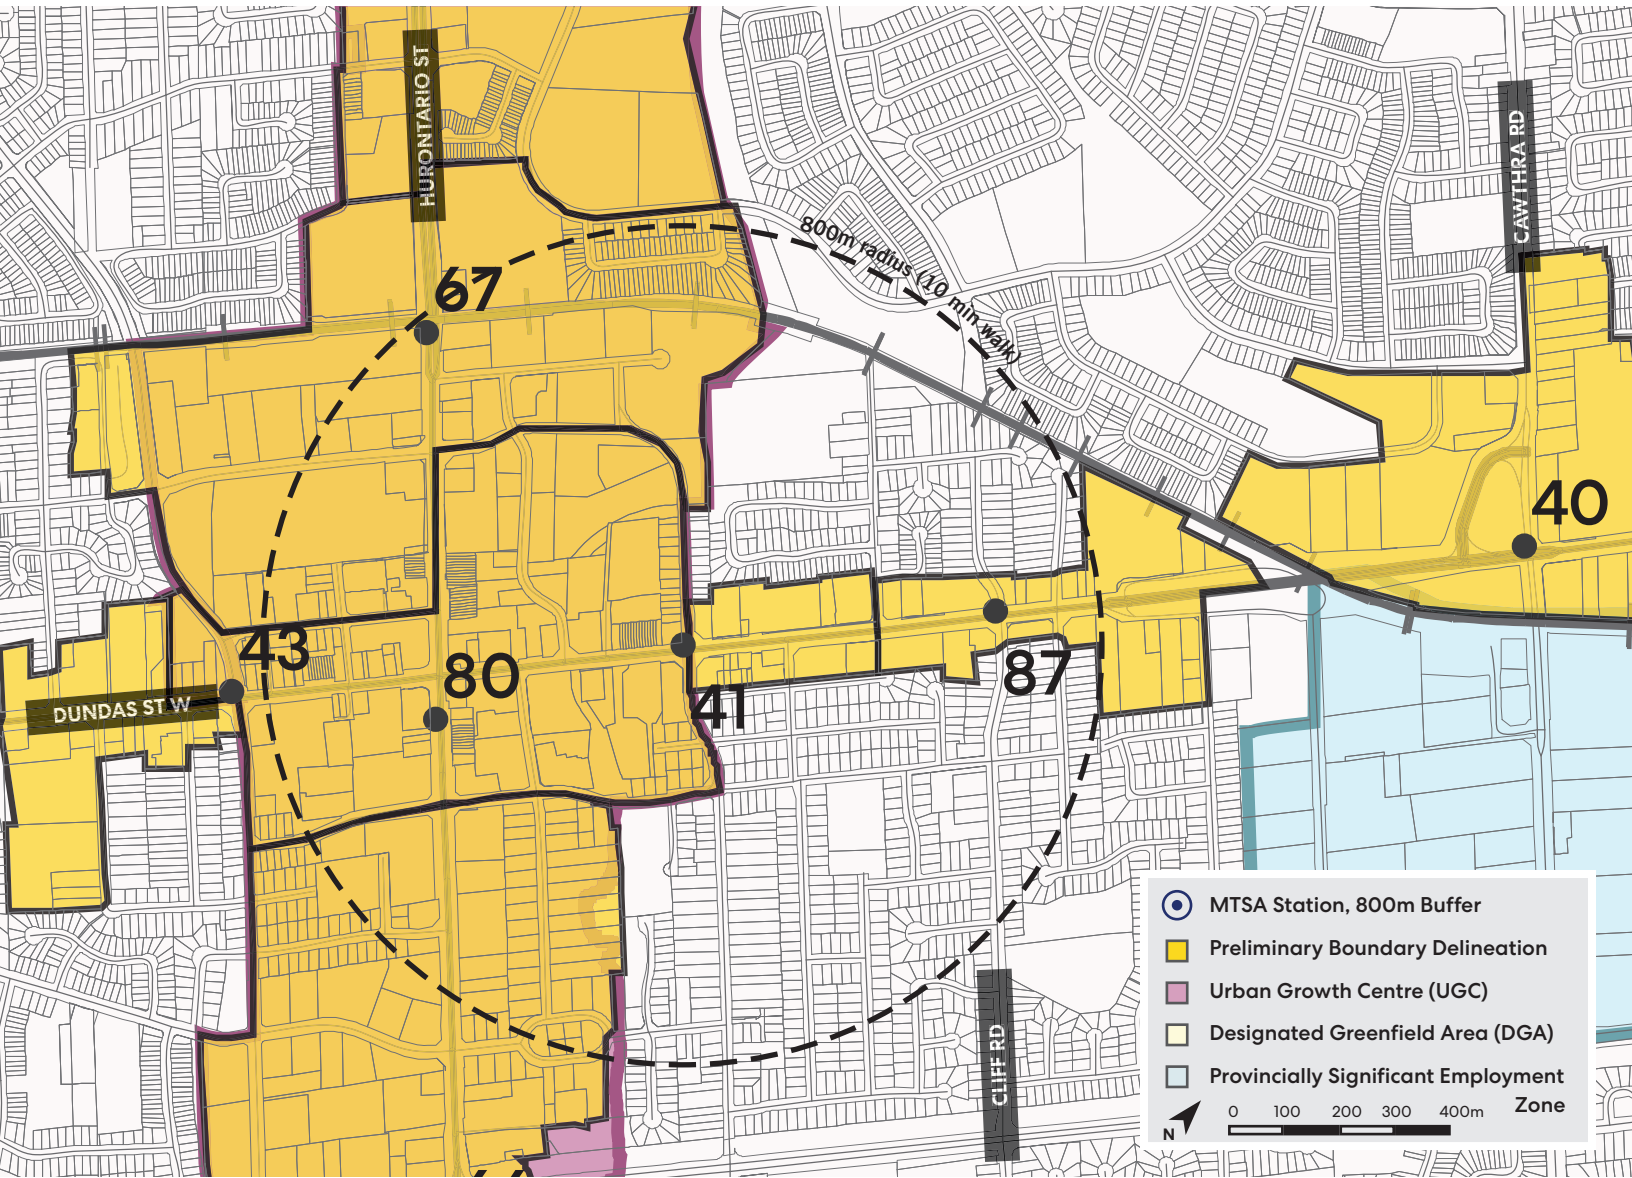 HURONTARIO ST
CAWTHRA RD
800m radius (10 min walk)
67
40
43
80
87
41
DUNDAS ST W
CLIFF RD
MTSA Station, 800m Buffer
Preliminary Boundary Delineation
Urban Growth Centre (UGC)
Designated Greenfield Area (DGA)
Provincially Significant Employment
Zone
0 100 200 300 400m
N